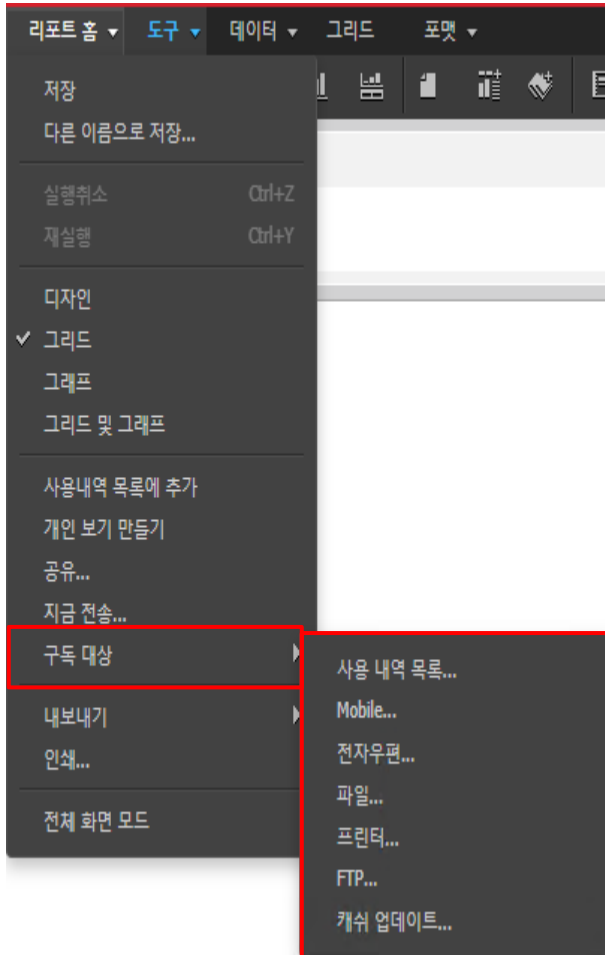 리포트 홈 도구 데이터 그리드 포맷
저장
다른 이름으로 저장...
실행취소 Ctrl+Z
재실행 Ctrl+Y
디자인
그리드
그래프
그리드 및 그래프
사용내역 목록에 추가
개인 보기 만들기
공유...
지금 전송...
구독 대상
내보내기
인쇄...
전체 화면 모드
사용 내역 목록...
Mobile...
전자우편...
파일...
프린터...
FTP...
캐쉬 업데이트...